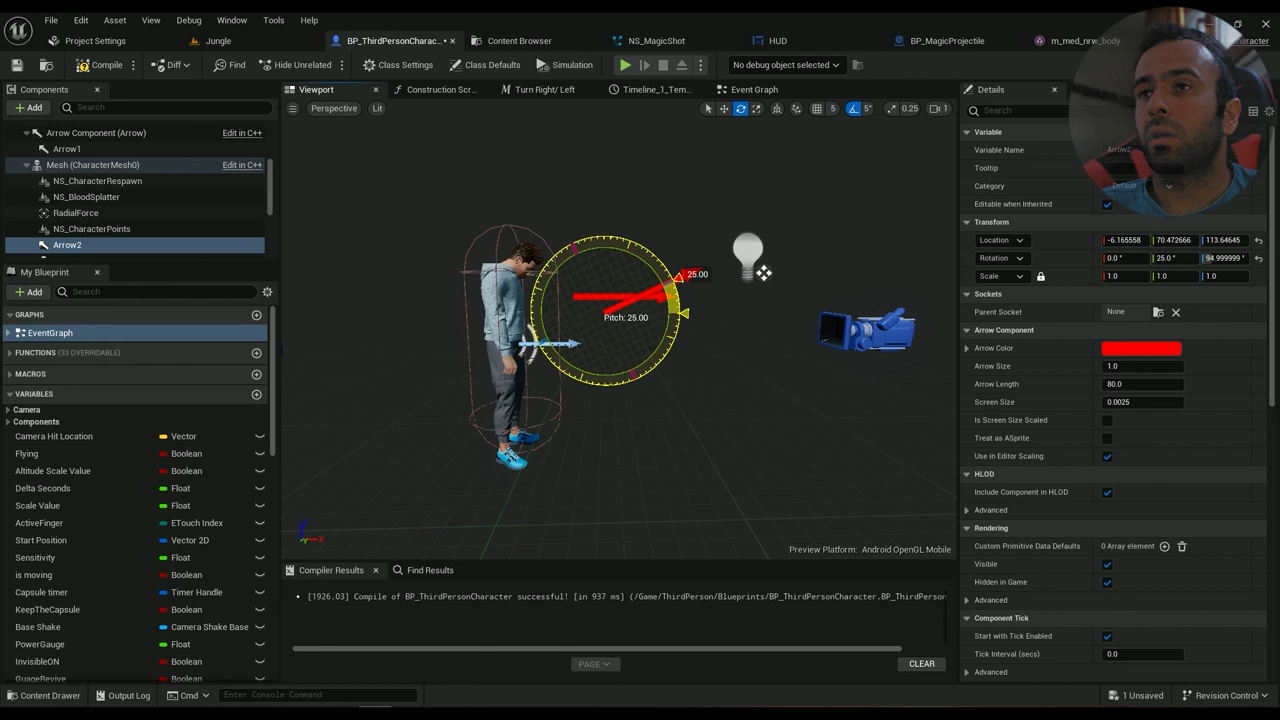 File Edit Asset View Window Debug Tools Help
Project Settings Jungle BP_ThirdPersonCharac... • Content Browser NS_MagicShot HUD BP_MagicProjectile m_med_nrw_body
Character
Compile Diff Find Hide Unrelated Class Settings Class Defaults Simulation No debug object selected
Components
Viewport Construction Scr... Turn Right/ Left Timeline_1_Tem... Event Graph
Details
Add Search
Perspective Lit
5 5° 0.25 1
Search
Arrow Component (Arrow) Edit in C++
Arrow1
Mesh (CharacterMesh0) Edit in C++
NS_CharacterRespawn
NS_BloodSplatter
RadialForce
NS_CharacterPoints
Arrow2
My Blueprint
Add Search
GRAPHS
EventGraph
FUNCTIONS (33 OVERRIDABLE)
MACROS
VARIABLES
Camera
Components
Camera Hit Location Vector
Flying Boolean
Altitude Scale Value Boolean
Delta Seconds Float
Scale Value Float
ActiveFinger ETouch Index
Start Position Vector 2D
Sensitivity Float
is moving Boolean
Capsule timer Timer Handle
KeepTheCapsule Boolean
Base Shake Camera Shake Base
PowerGauge Float
InvisibleON Boolean
GuageRevive Boolean
25.00
Pitch: 25.00
Preview Platform: Android OpenGL Mobile
Compiler Results Find Results
[1926.03] Compile of BP_ThirdPersonCharacter successful! [in 937 ms] (/Game/ThirdPerson/Blueprints/BP_ThirdPersonCharacter.BP_ThirdPerson
PAGE CLEAR
Variable
Variable Name Arrow2
Tooltip
Category Default
Editable when Inherited
Transform
Location -6.165558 70.472666 113.64645
Rotation 0.0 ° 25.0 ° 94.999999 °
Scale 1.0 1.0 1.0
Sockets
Parent Socket None
Arrow Component
Arrow Color
Arrow Size 1.0
Arrow Length 80.0
Screen Size 0.0025
Is Screen Size Scaled
Treat as ASprite
Use in Editor Scaling
HLOD
Include Component in HLOD
Advanced
Rendering
Custom Primitive Data Defaults 0 Array element
Visible
Hidden in Game
Advanced
Component Tick
Start with Tick Enabled
Tick Interval (secs) 0.0
Advanced
Content Drawer Output Log Cmd Enter Console Command 1 Unsaved Revision Control